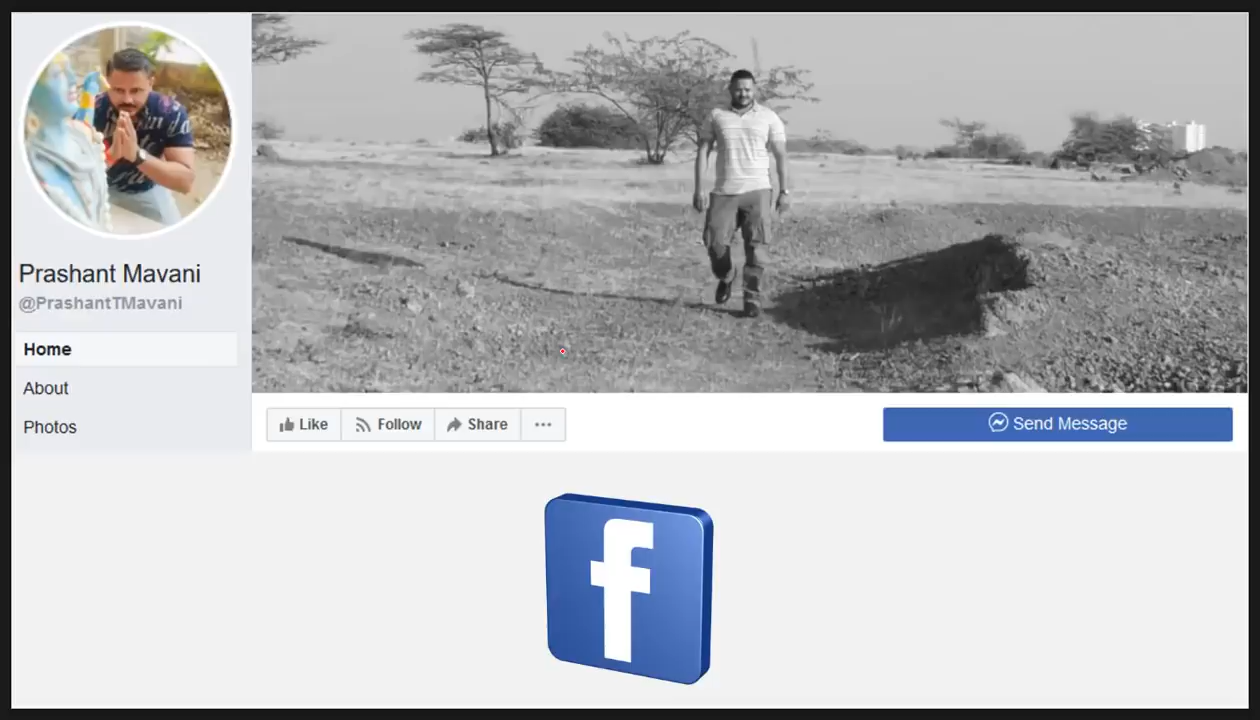 Prashant Mavani
@PrashantTMavani
Home
About
Photos
Like Follow Share ...
Send Message
f